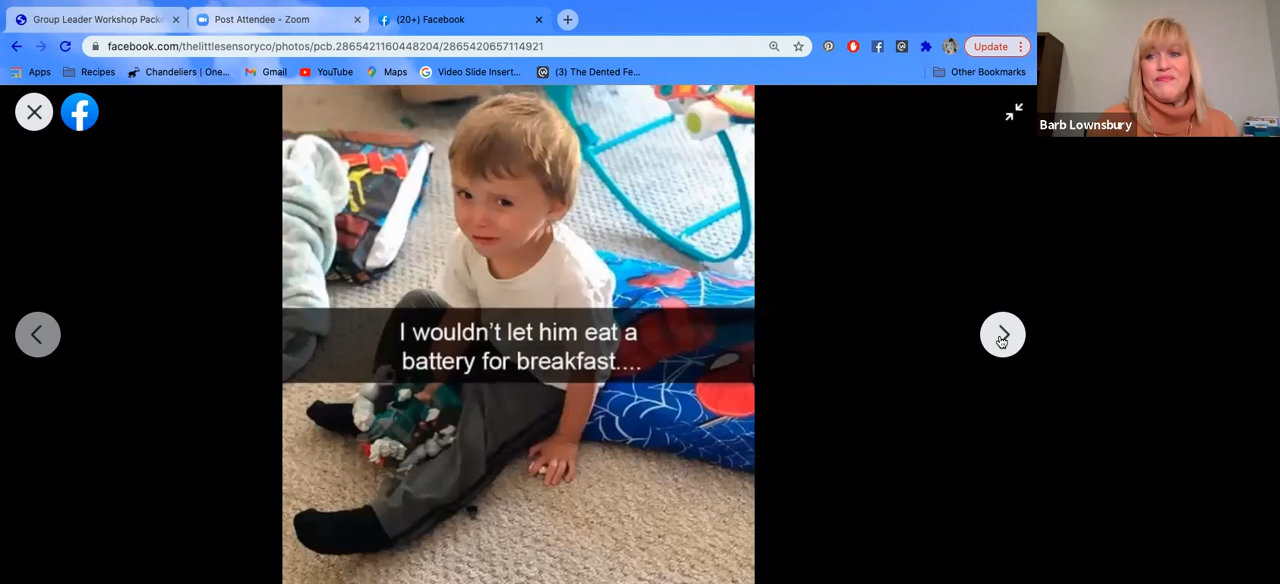 Group Leader Workshop Packe
Post Attendee - Zoom
(20+) Facebook
facebook.com/thelittlesensoryco/photos/pcb.2865421160448204/2865420657114921
Update
Apps
Recipes
Chandeliers | One...
Gmail
YouTube
Maps
Video Slide Insert...
(3) The Dented Fe...
Other Bookmarks
Barb Lownsbury
I wouldn't let him eat a
battery for breakfast....